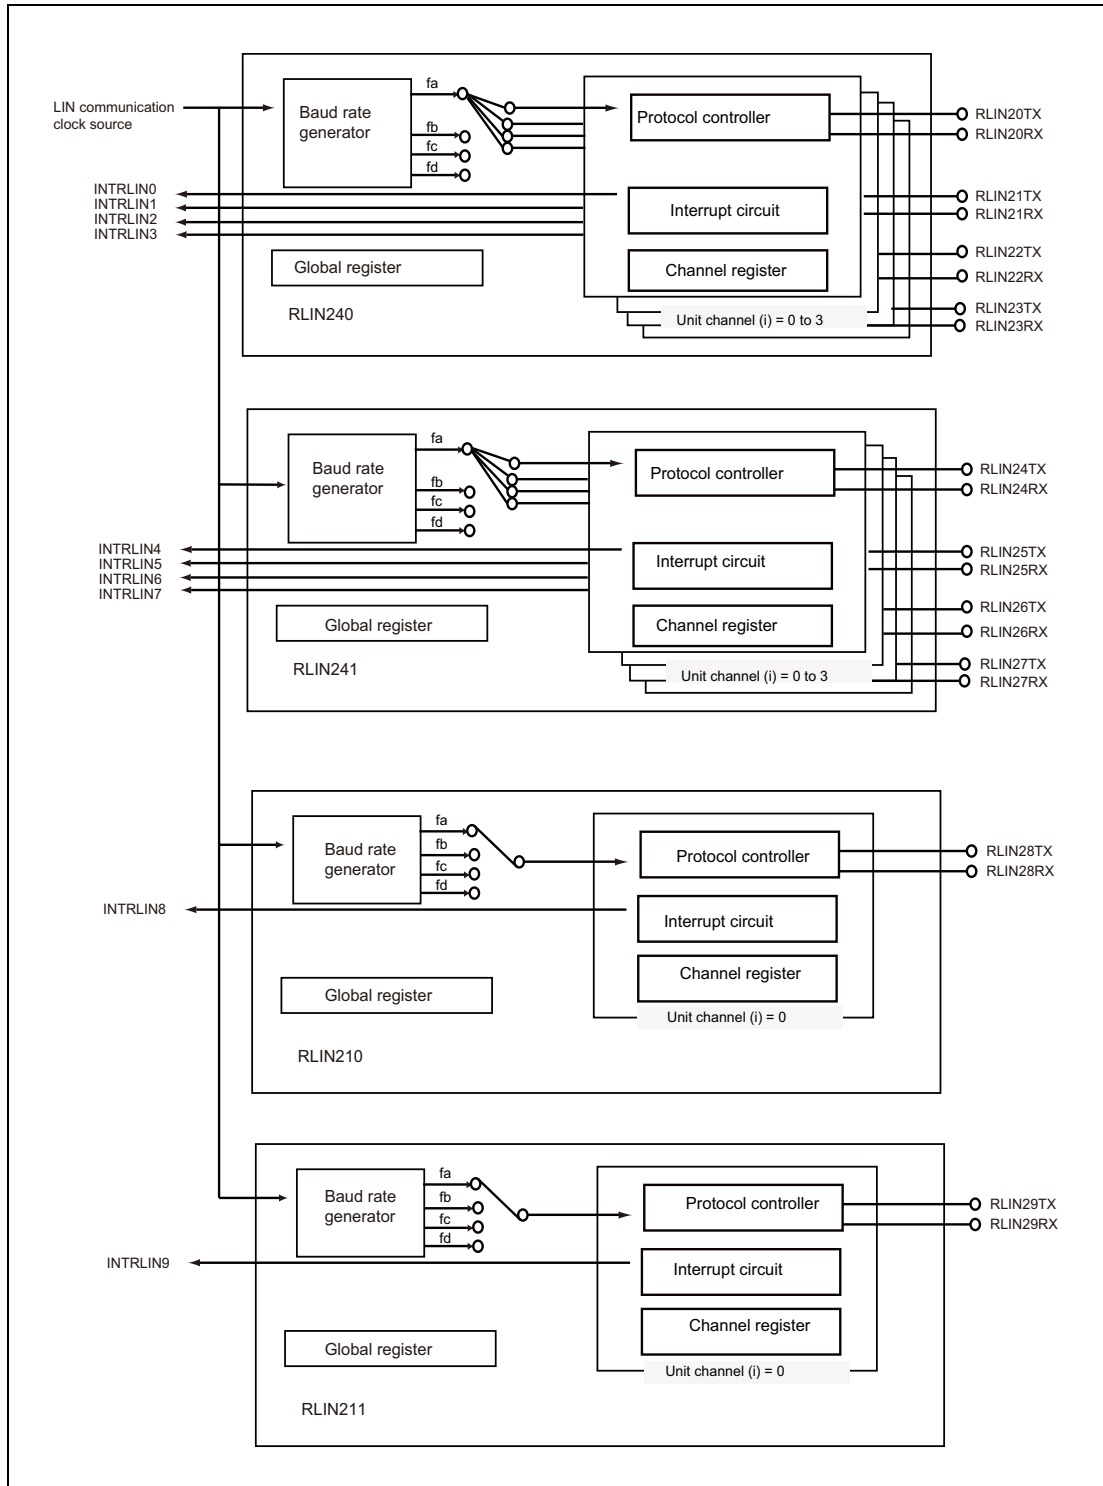 LIN communication
clock source
Baud rate
generator
fa
fb
fc
fd
Protocol controller
RLIN20TX
RLIN20RX
INTRLIN0
INTRLIN1
INTRLIN2
INTRLIN3
Interrupt circuit
RLIN21TX
RLIN21RX
Global register
Channel register
RLIN22TX
RLIN22RX
RLIN240
Unit channel (i) = 0 to 3
RLIN23TX
RLIN23RX
Baud rate
generator
fa
fb
fc
fd
Protocol controller
RLIN24TX
RLIN24RX
INTRLIN4
INTRLIN5
INTRLIN6
INTRLIN7
Interrupt circuit
RLIN25TX
RLIN25RX
Global register
Channel register
RLIN26TX
RLIN26RX
RLIN241
Unit channel (i) = 0 to 3
RLIN27TX
RLIN27RX
Baud rate
generator
fa
fb
fc
fd
Protocol controller
RLIN28TX
RLIN28RX
INTRLIN8
Interrupt circuit
Channel register
Global register
Unit channel (i) = 0
RLIN210
Baud rate
generator
fa
fb
fc
fd
Protocol controller
RLIN29TX
RLIN29RX
INTRLIN9
Interrupt circuit
Channel register
Global register
Unit channel (i) = 0
RLIN211